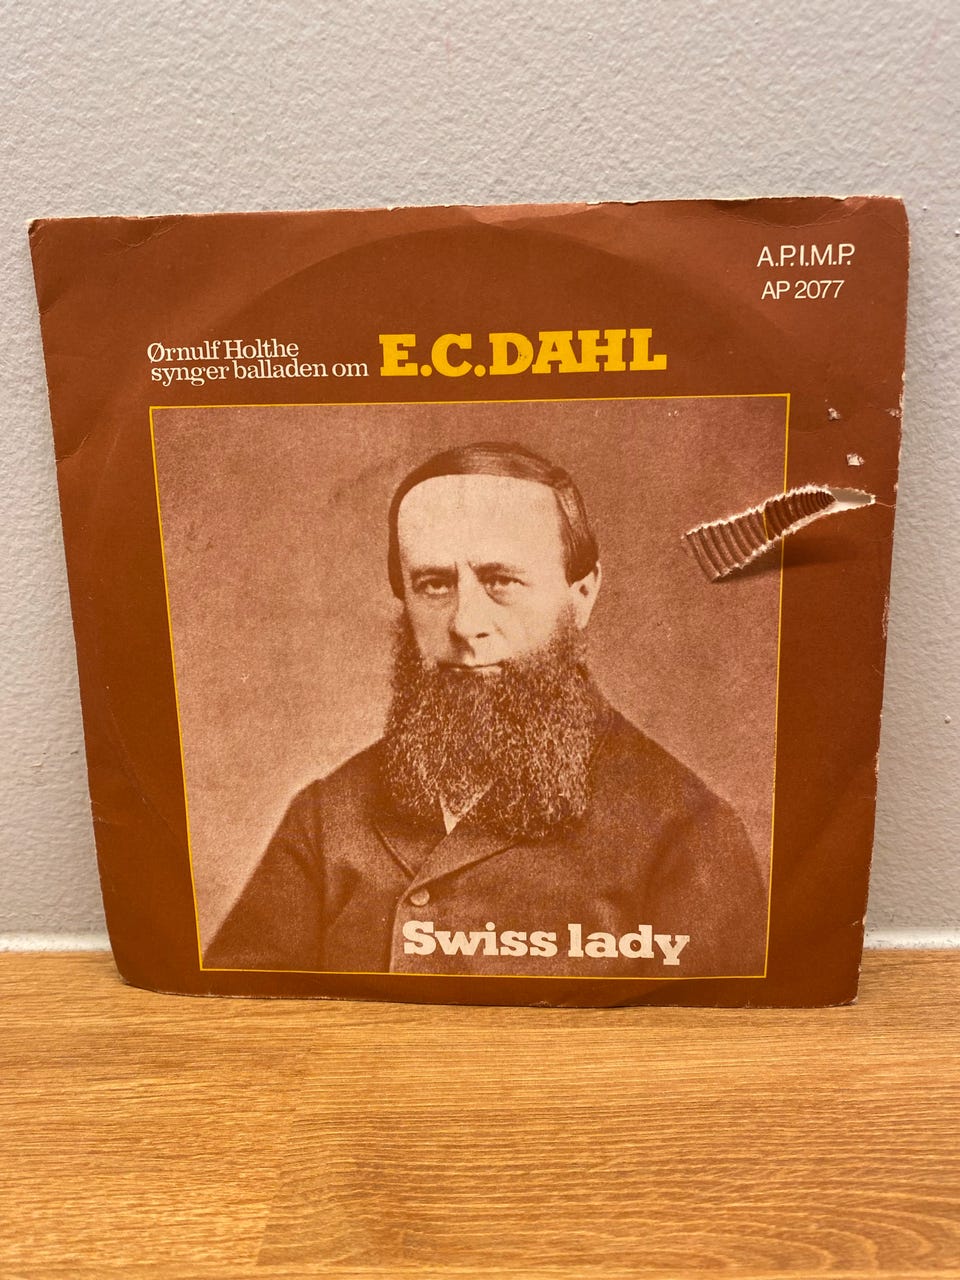 A.P.I.M.P.
AP 2077
Ørnulf Holthe
synger balladen om E.C.DAHL
Swiss lady